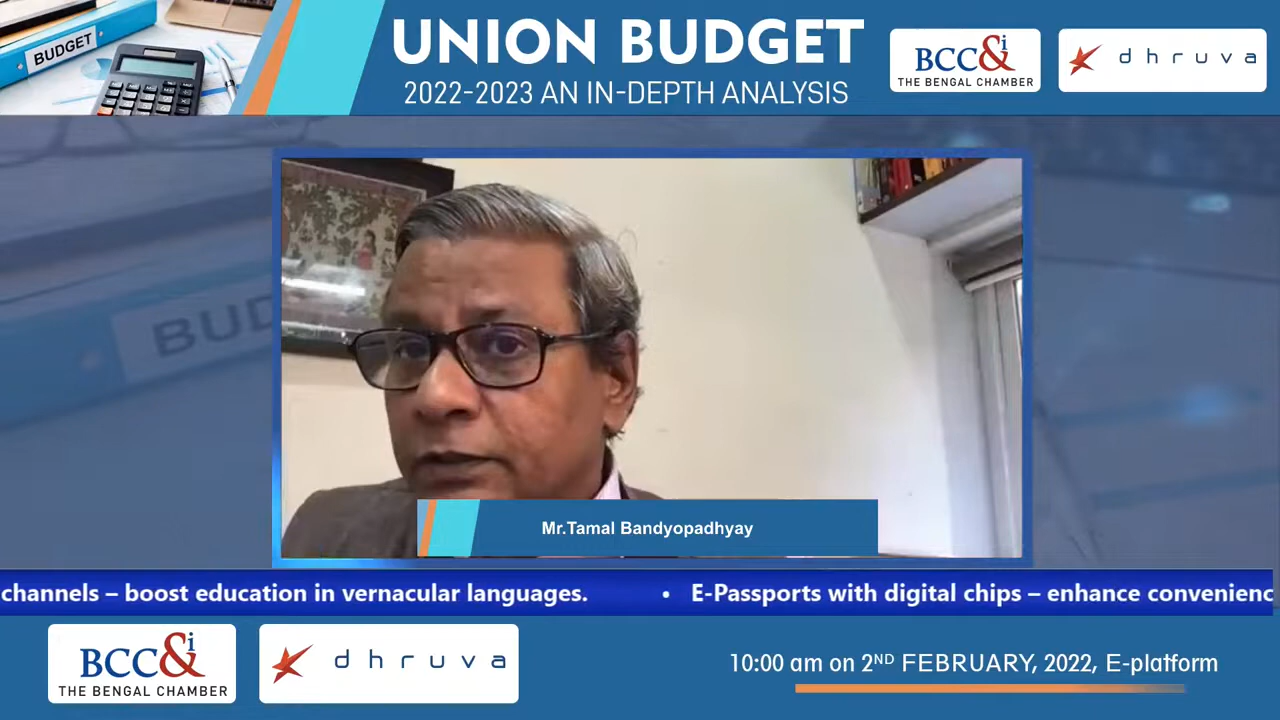 BUDGET
UNION BUDGET
2022-2023 AN IN-DEPTH ANALYSIS
BCC&i
THE BENGAL CHAMBER
dhruva
BUD
Mr.Tamal Bandyopadhyay
channels – boost education in vernacular languages. • E-Passports with digital chips – enhance convenienc
BCC&i
THE BENGAL CHAMBER
dhruva
10:00 am on 2ND FEBRUARY, 2022, E-platform